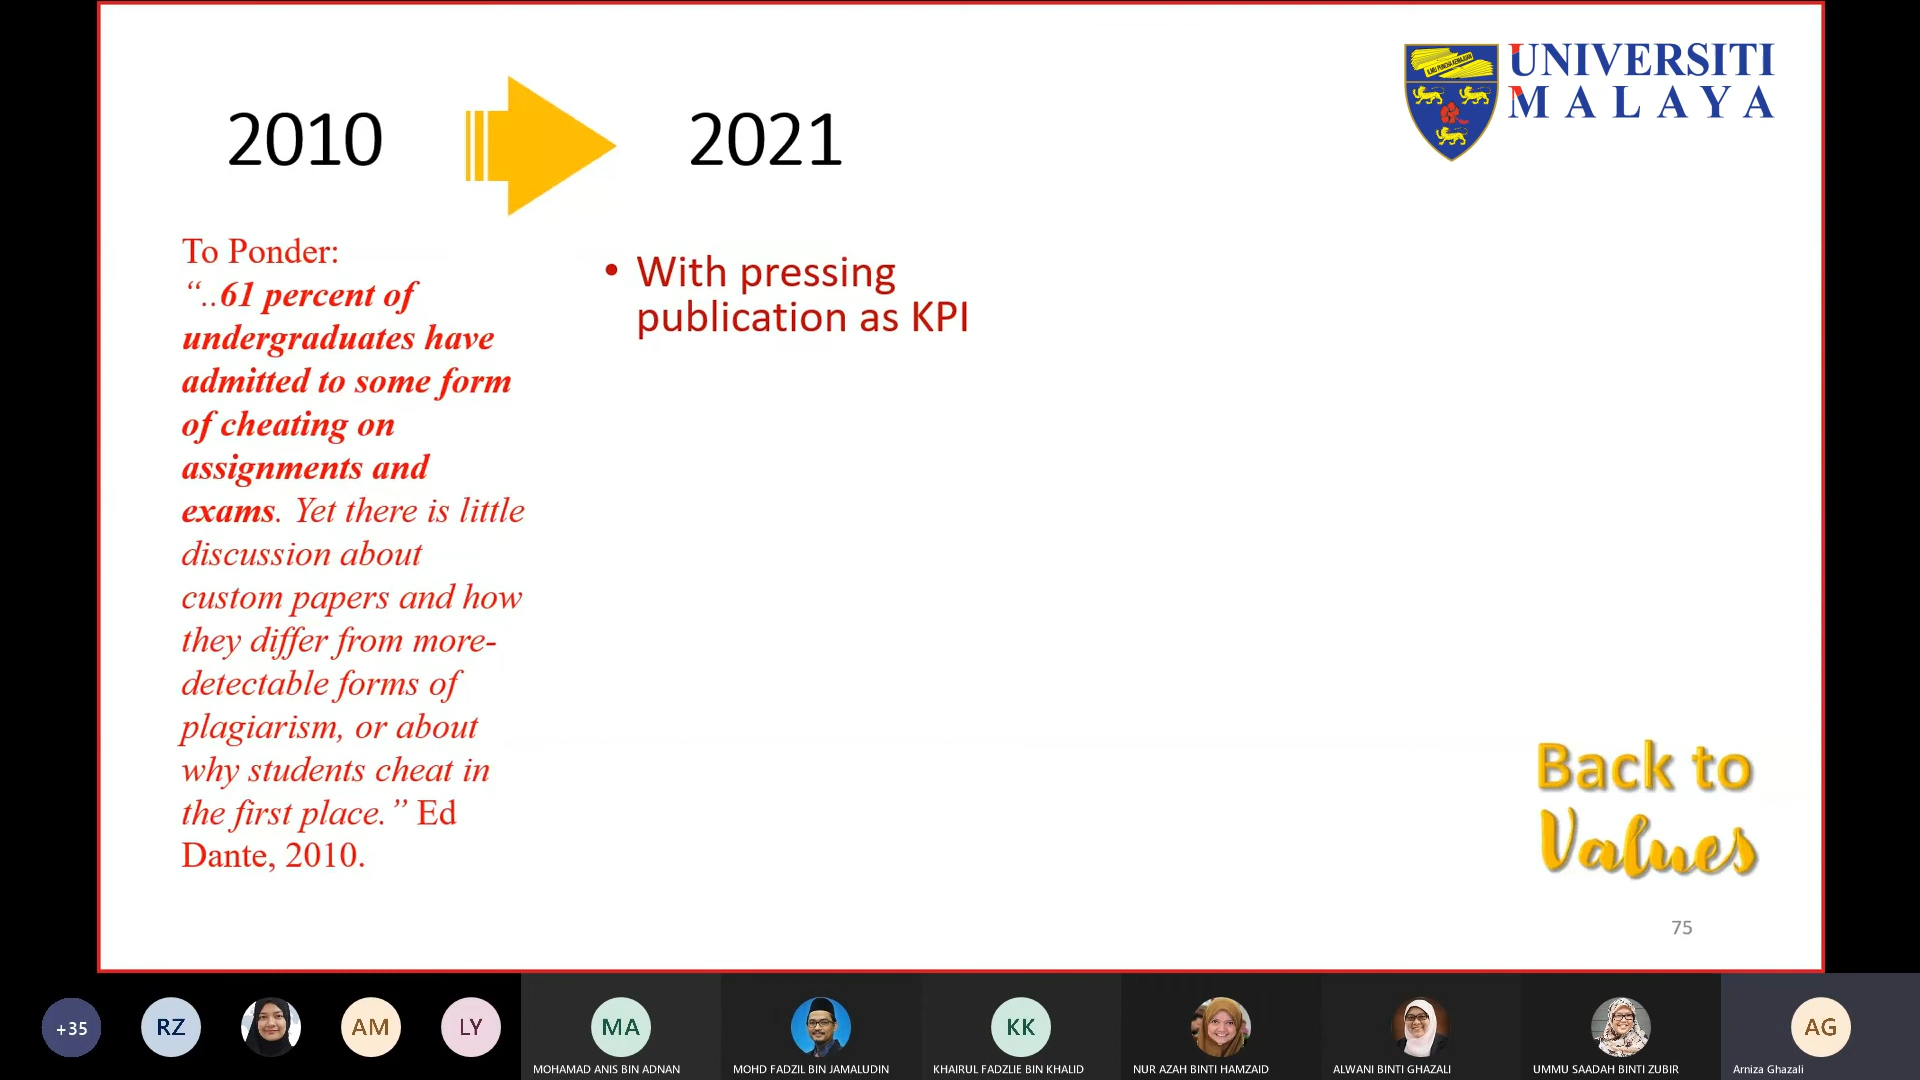 UNIVERSITI
MALAYA
ILMU PUNCA KEMAJUAN
2010
2021
To Ponder:
“..61 percent of
undergraduates have
admitted to some form
of cheating on
assignments and
exams. Yet there is little
discussion about
custom papers and how
they differ from more-
detectable forms of
plagiarism, or about
why students cheat in
the first place.” Ed
Dante, 2010.
• With pressing
publication as KPI
Back to
Values
75
+35
RZ
AM
LY
MA
KK
AG
MOHAMAD ANIS BIN ADNAN
MOHD FADZIL BIN JAMALUDIN
KHAIRUL FADZLIE BIN KHALID
NUR AZAH BINTI HAMZAID
ALWANI BINTI GHAZALI
UMMU SAADAH BINTI ZUBIR
Arniza Ghazali